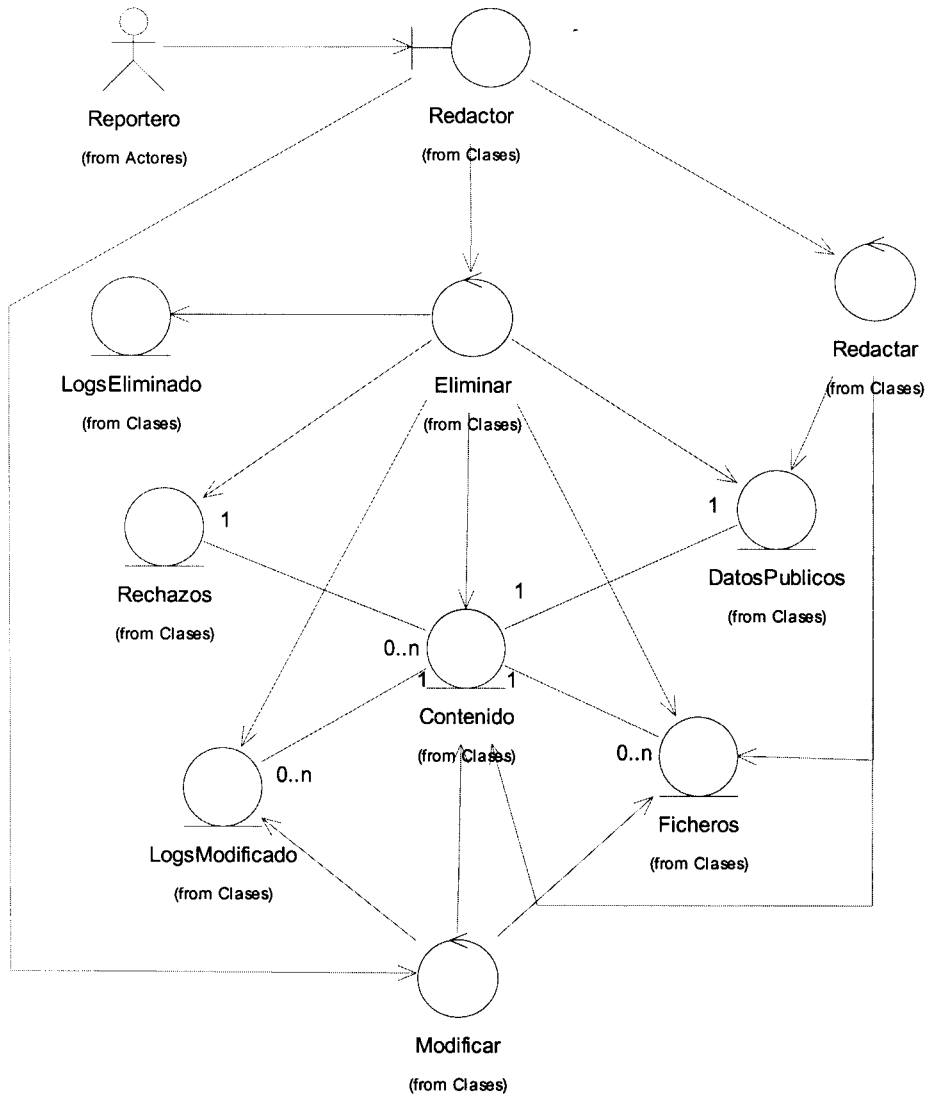 Reportero
(from Actores)
Redactor
(from Clases)
Redactar
(from Clases)
LogsEliminado
(from Clases)
Eliminar
(from Clases)
1
Rechazos
(from Clases)
1
DatosPublicos
(from Clases)
1
0..n
1
1
Contenido
(from Clases)
0..n
LogsModificado
(from Clases)
0..n
Ficheros
(from Clases)
Modificar
(from Clases)